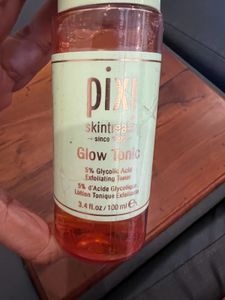 pixi
skintreats
– since
Glow Tonic
5% Glycolic Acid
Exfoliating Toner
5% d'Acide Glycolique,
Lotion Tonique Exfoliante
3.4 fl.oz / 100 ml ℮